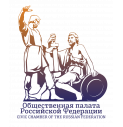 Общественная палата
Российской Федерации
CIVIC CHAMBER OF THE RUSSIAN FEDERATION